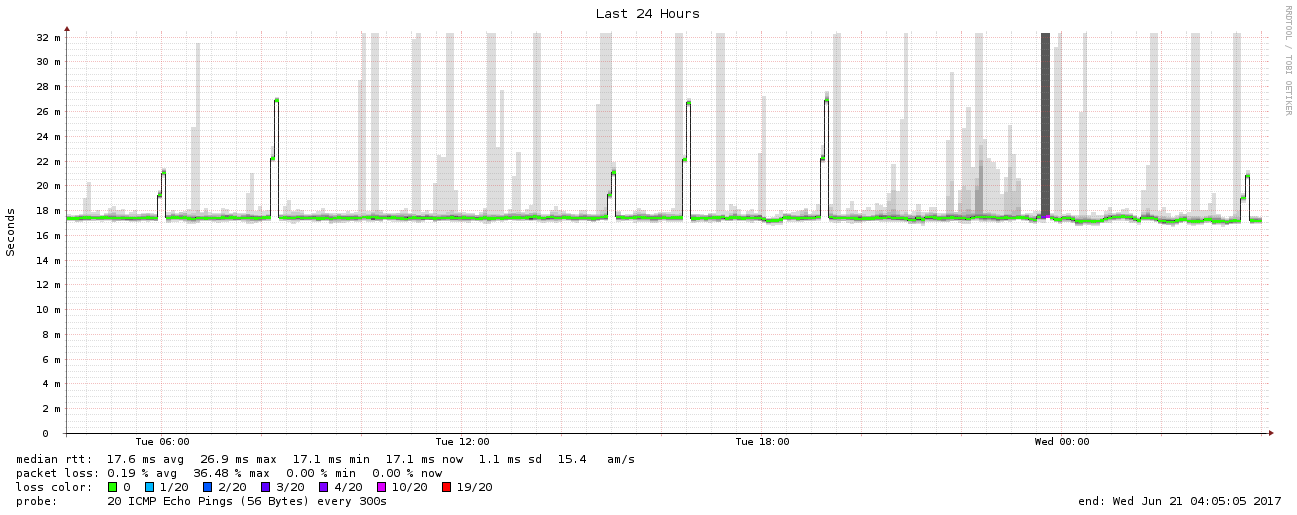 Last 24 Hours
RRDTOOL / TOBI OETIKER
Seconds
32 m
30 m
28 m
26 m
24 m
22 m
20 m
18 m
16 m
14 m
12 m
10 m
8 m
6 m
4 m
2 m
0
Tue 06:00 Tue 12:00 Tue 18:00 Wed 00:00
median rtt: 17.6 ms avg 26.9 ms max 17.1 ms min 17.1 ms now 1.1 ms sd 15.4 am/s
packet loss: 0.19 % avg 36.48 % max 0.00 % min 0.00 % now
loss color: 0 1/20 2/20 3/20 4/20 10/20 19/20
probe: 20 ICMP Echo Pings (56 Bytes) every 300s end: Wed Jun 21 04:05:05 2017